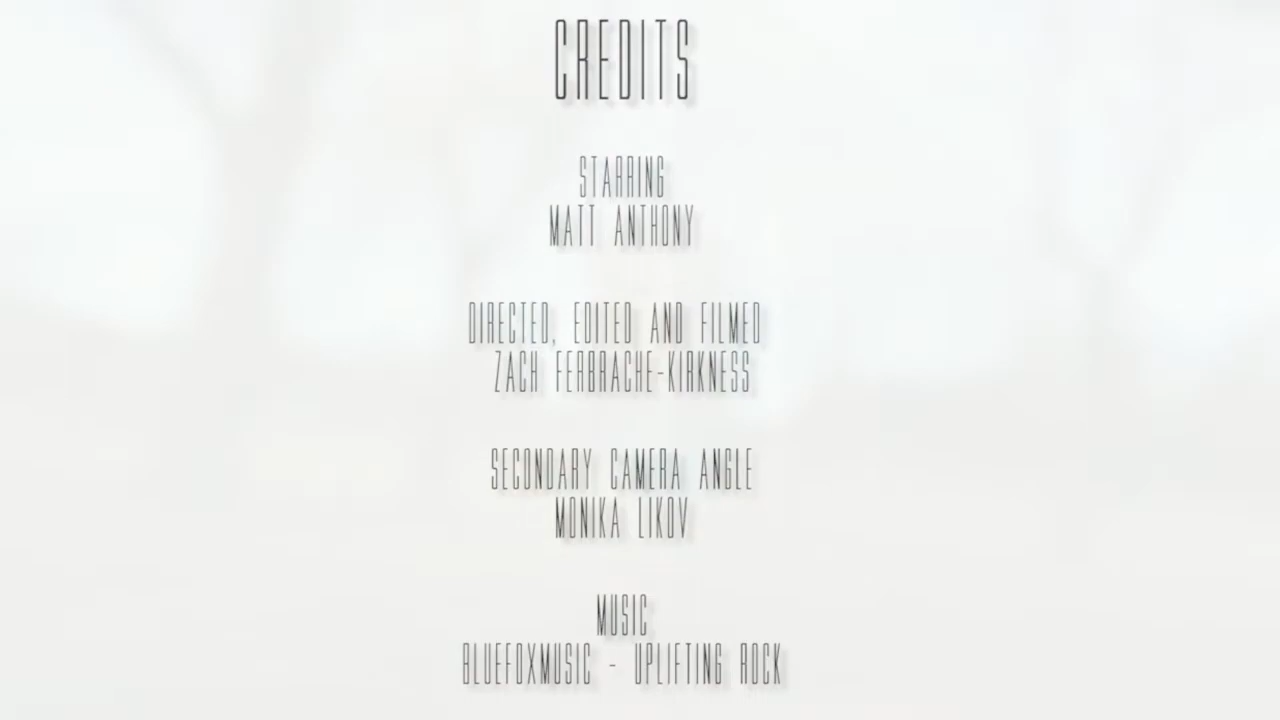 CREDITS
STARRING
MATT ANTHONY
DIRECTED, EDITED AND FILMED
ZACH FERBRACHE-KIRKNESS
SECONDARY CAMERA ANGLE
MONIKA LIKOV
MUSIC
BLUEFOXMUSIC - UPLIFTING ROCK